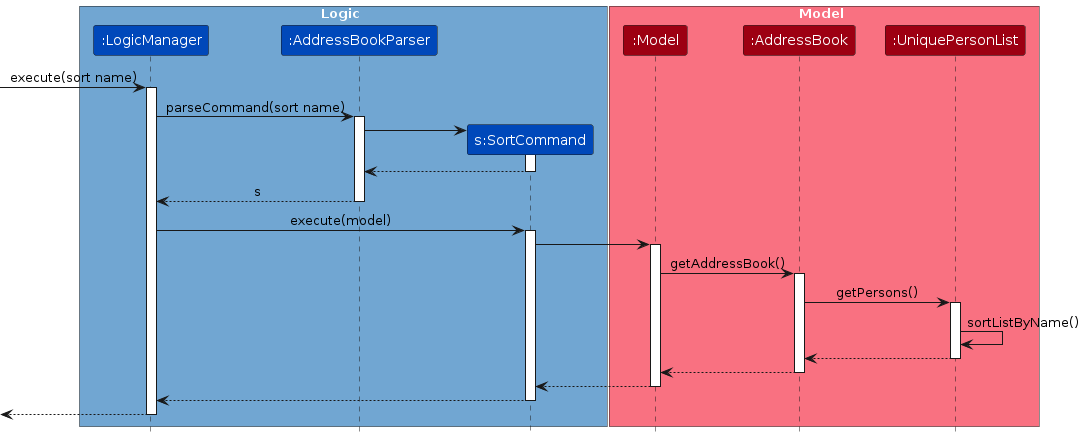 Logic
Model
:LogicManager
:AddressBookParser
:Model
:AddressBook
:UniquePersonList
execute(sort name)
parseCommand(sort name)
s:SortCommand
s
execute(model)
getAddressBook()
getPersons()
sortListByName()